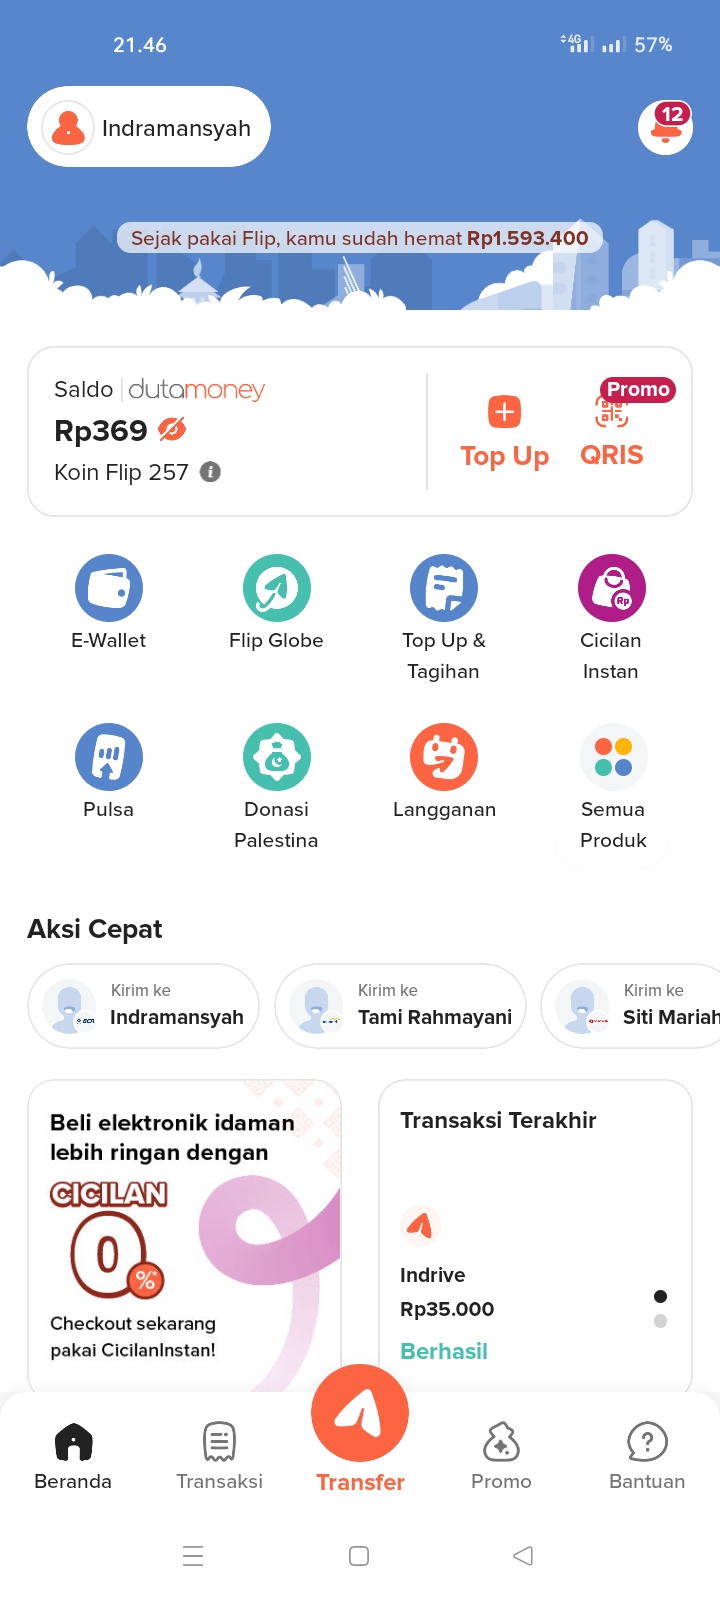 21.46
4G
57%
Indramansyah
12
Sejak pakai Flip, kamu sudah hemat Rp1.593.400
Saldo dutamoney
Rp369
Koin Flip 257
Promo
Top Up
QRIS
E-Wallet
Flip Globe
Top Up &
Tagihan
Cicilan
Instan
Rp
Pulsa
Donasi
Palestina
Langganan
Semua
Produk
Aksi Cepat
Kirim ke
Indramansyah
BCA
Kirim ke
Tami Rahmayani
Kirim ke
Siti Mariah
Beli elektronik idaman
lebih ringan dengan
CICILAN
0%
Checkout sekarang
pakai CicilanInstan!
Transaksi Terakhir
Indrive
Rp35.000
Berhasil
Beranda
Transaksi
Transfer
Promo
Bantuan